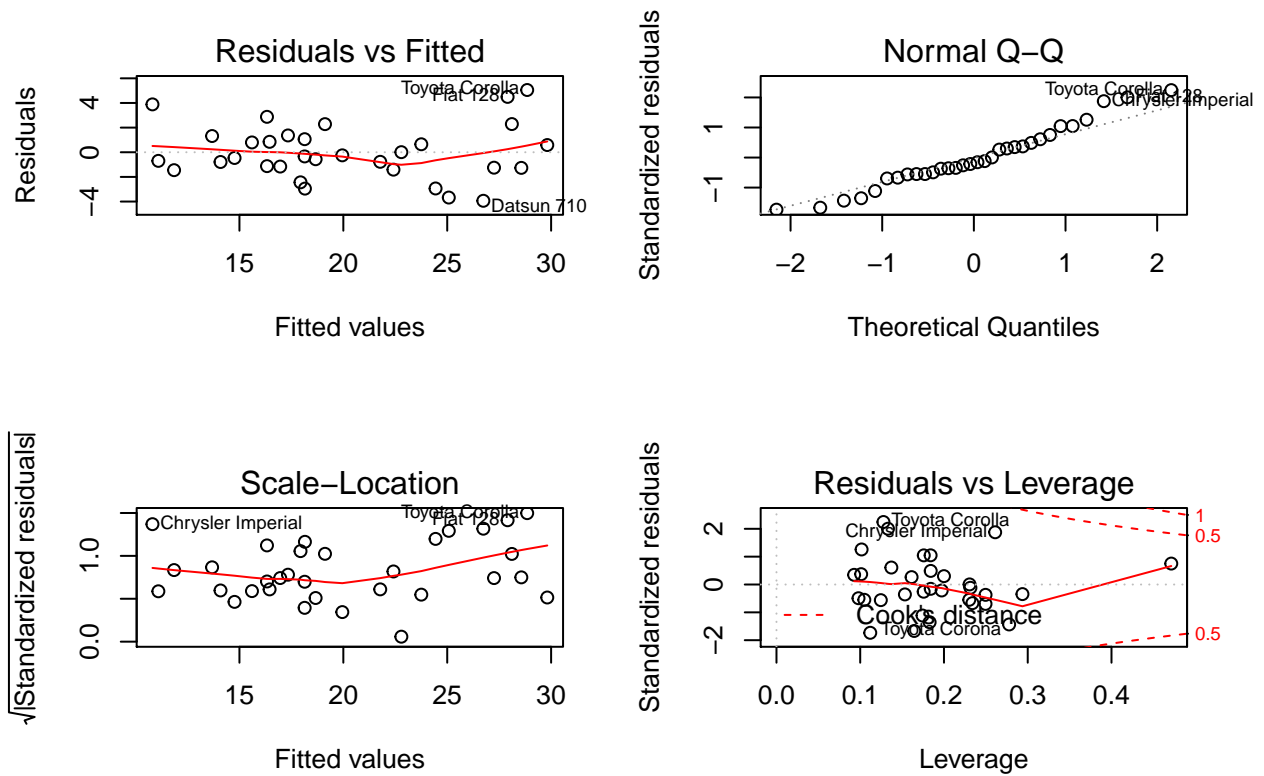 Residuals vs Fitted
Residuals
4
0
−4
Toyota Corolla
Fiat 128
Datsun 710
15 20 25 30
Fitted values
Normal Q−Q
Standardized residuals
1
−1
Toyota Corolla
Fiat 128
Chrysler Imperial
−2 −1 0 1 2
Theoretical Quantiles
Scale−Location
√|Standardized residuals|
1.0
0.0
Toyota Corolla
Fiat 128
Chrysler Imperial
15 20 25 30
Fitted values
Residuals vs Leverage
Standardized residuals
2
0
−2
Toyota Corolla
Chrysler Imperial
Cook's distance
Toyota Corona
1
0.5
0.5
0.0 0.1 0.2 0.3 0.4
Leverage